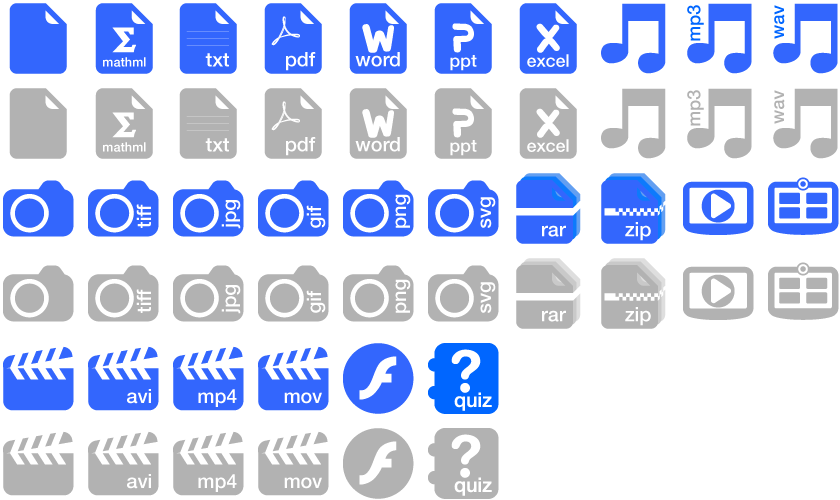 mp3 wav
Σ W P X
mathml txt pdf word ppt excel
mp3 wav
Σ W P X
mathml txt pdf word ppt excel
tiff jpg gif png svg rar zip
tiff jpg gif png svg rar zip
f ?
avi mp4 mov quiz
f ?
avi mp4 mov quiz